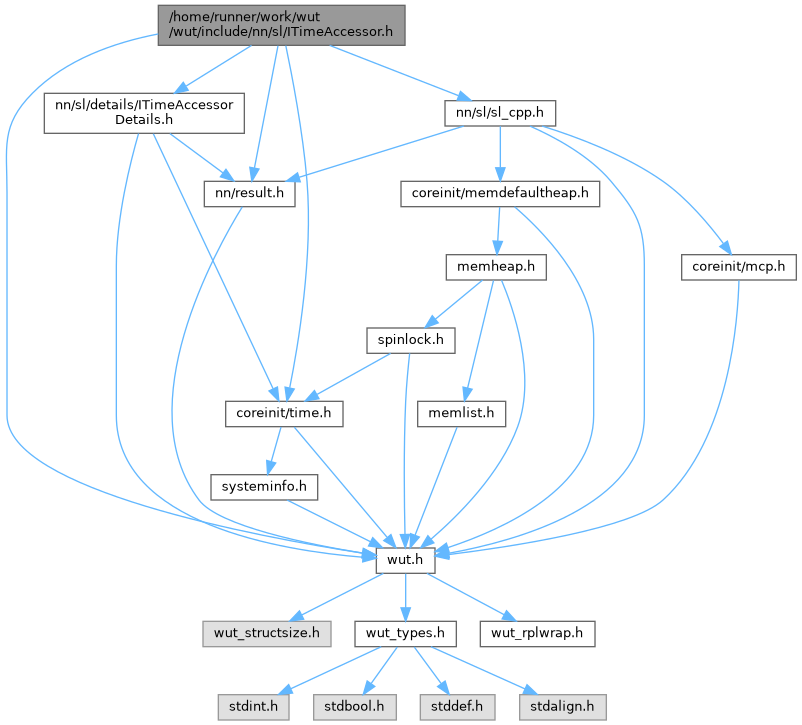 /home/runner/work/wut
/wut/include/nn/sl/ITimeAccessor.h
nn/sl/details/ITimeAccessor
Details.h
nn/sl/sl_cpp.h
nn/result.h
coreinit/memdefaultheap.h
memheap.h
coreinit/mcp.h
spinlock.h
coreinit/time.h
memlist.h
systeminfo.h
wut.h
wut_structsize.h
wut_types.h
wut_rplwrap.h
stdint.h
stdbool.h
stddef.h
stdalign.h